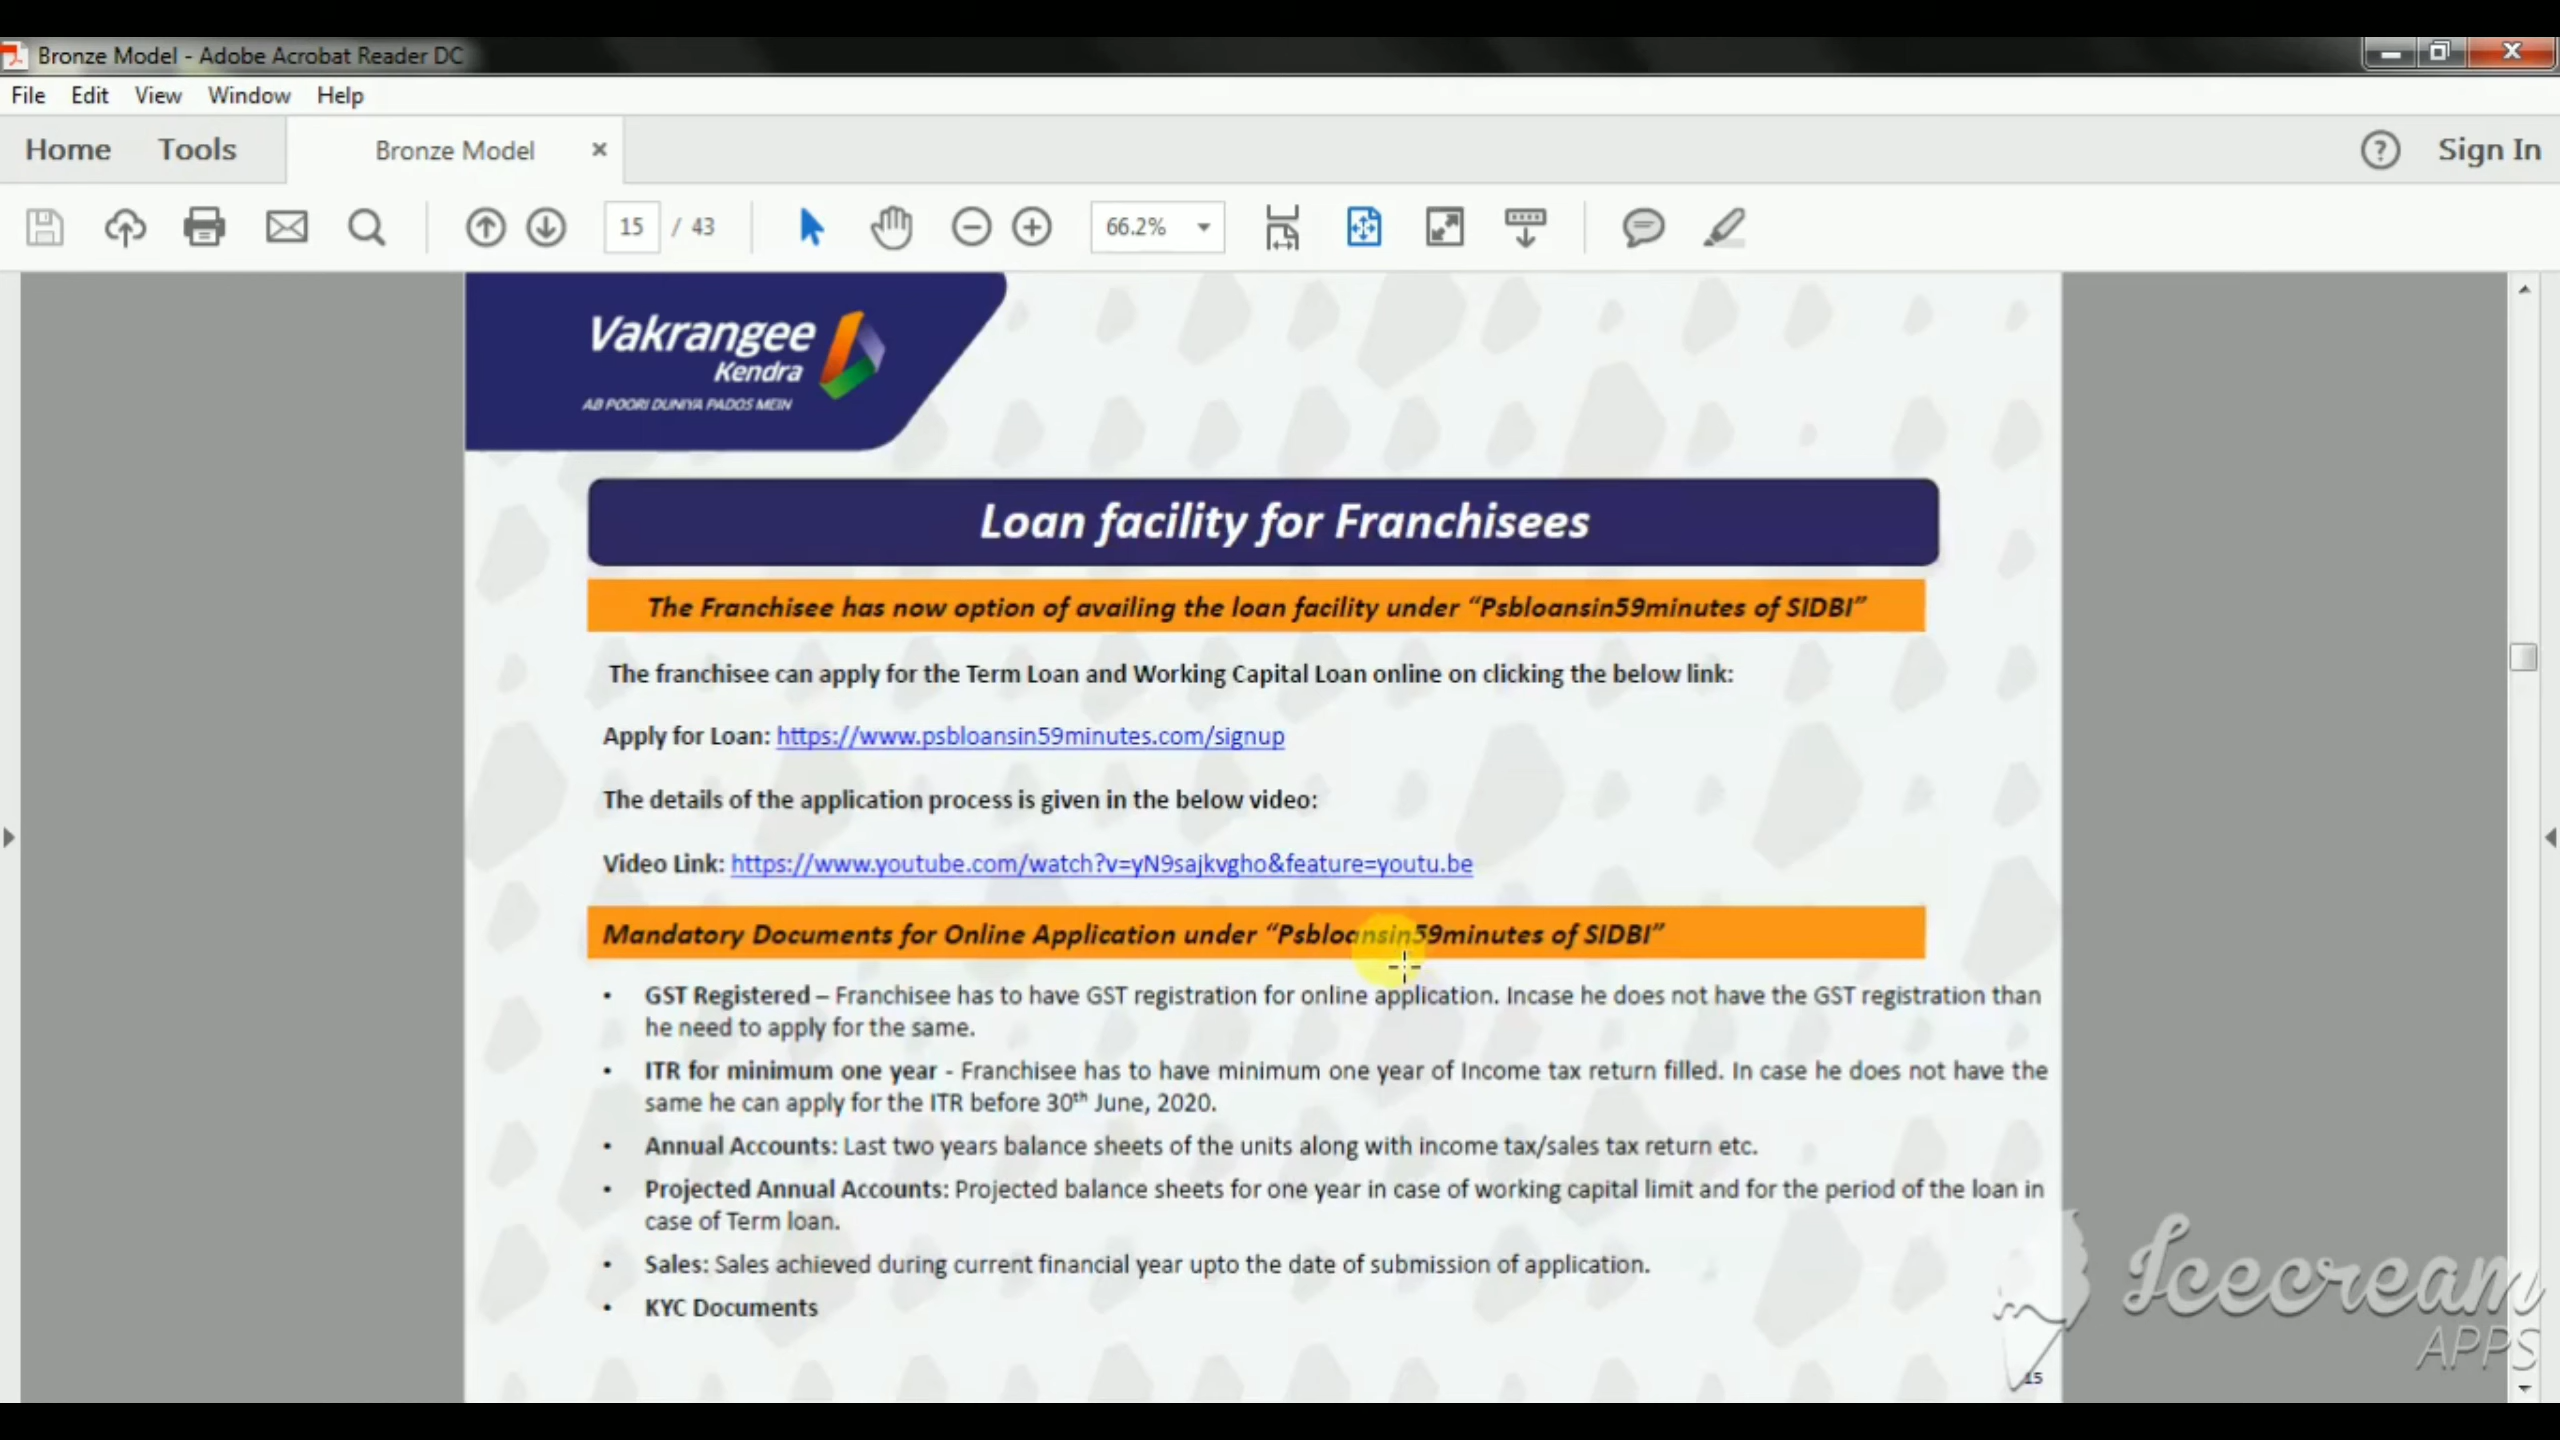 Bronze Model - Adobe Acrobat Reader DC
File Edit View Window Help
Home Tools Bronze Model Sign In
15 / 43 66.2%
Vakrangee
Kendra
AB POORI DUNIYA PADOS MEIN
Loan facility for Franchisees
The Franchisee has now option of availing the loan facility under “Psbloansin59minutes of SIDBI”
The franchisee can apply for the Term Loan and Working Capital Loan online on clicking the below link:
Apply for Loan: https://www.psbloansin59minutes.com/signup
The details of the application process is given in the below video:
Video Link: https://www.youtube.com/watch?v=yN9sajkvgho&feature=youtu.be
Mandatory Documents for Online Application under “Psbloansin59minutes of SIDBI”
• GST Registered – Franchisee has to have GST registration for online application. Incase he does not have the GST registration than
he need to apply for the same.
• ITR for minimum one year - Franchisee has to have minimum one year of Income tax return filled. In case he does not have the
same he can apply for the ITR before 30th June, 2020.
• Annual Accounts: Last two years balance sheets of the units along with income tax/sales tax return etc.
• Projected Annual Accounts: Projected balance sheets for one year in case of working capital limit and for the period of the loan in
case of Term loan.
• Sales: Sales achieved during current financial year upto the date of submission of application.
• KYC Documents
Icecream
APPS
15